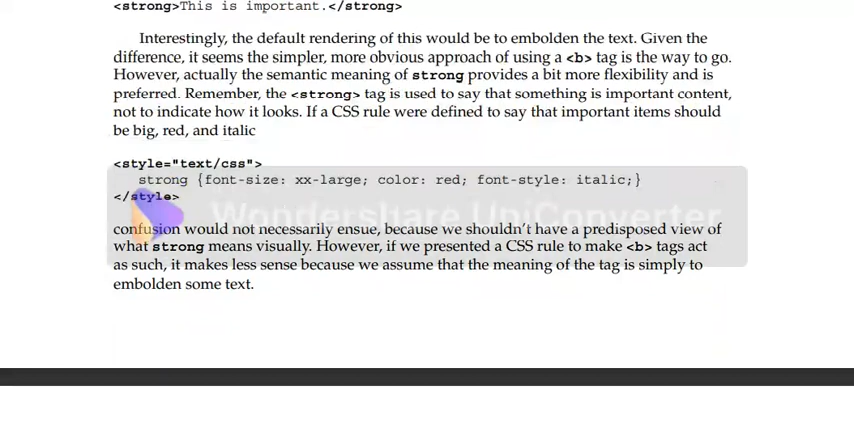 <strong>This is important.</strong>
Interestingly, the default rendering of this would be to embolden the text. Given the
difference, it seems the simpler, more obvious approach of using a <b> tag is the way to go.
However, actually the semantic meaning of strong provides a bit more flexibility and is
preferred. Remember, the <strong> tag is used to say that something is important content,
not to indicate how it looks. If a CSS rule were defined to say that important items should
be big, red, and italic
<style="text/css">
strong {font-size: xx-large; color: red; font-style: italic;}
</style>
Wondershare UniConverter
confusion would not necessarily ensue, because we shouldn't have a predisposed view of
what strong means visually. However, if we presented a CSS rule to make <b> tags act
as such, it makes less sense because we assume that the meaning of the tag is simply to
embolden some text.